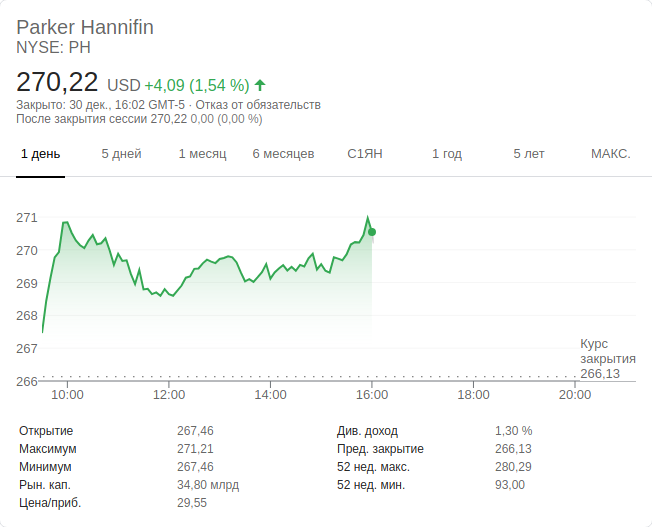 Parker Hannifin
NYSE: PH
270,22 USD +4,09 (1,54 %)
Закрыто: 30 дек., 16:02 GMT-5 · Отказ от обязательств
После закрытия сессии 270,22 0,00 (0,00 %)
1 день 5 дней 1 месяц 6 месяцев С1ЯН 1 год 5 лет МАКС.
271
270
269
268
267
Курс
закрытия
266,13
266
10:00 12:00 14:00 16:00 18:00 20:00
Открытие 267,46 Див. доход 1,30 %
Максимум 271,21 Пред. закрытие 266,13
Минимум 267,46 52 нед. макс. 280,29
Рын. кап. 34,80 млрд 52 нед. мин. 93,00
Цена/приб. 29,55